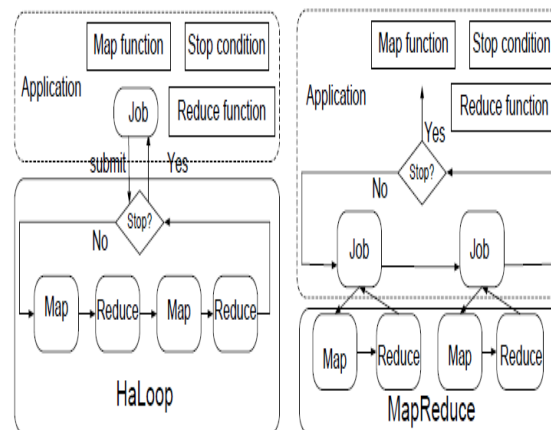 Map function
Stop condition
Application
Job
Reduce function
submit
Yes
Stop?
No
Map
Reduce
Map
Reduce
HaLoop
Map function
Stop condition
Application
Reduce function
Yes
Stop?
No
Job
Job
Map
Reduce
Map
Reduce
MapReduce